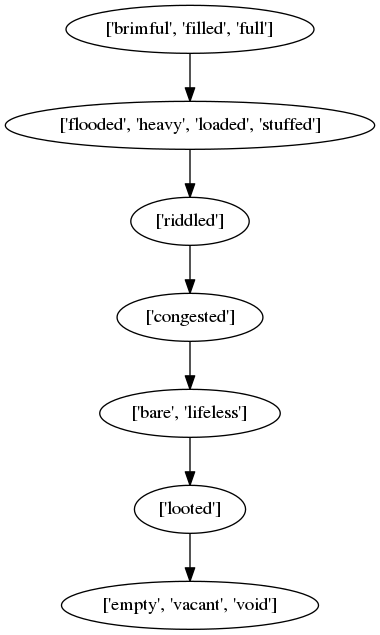 ['brimful', 'filled', 'full']
['flooded', 'heavy', 'loaded', 'stuffed']
['riddled']
['congested']
['bare', 'lifeless']
['looted']
['empty', 'vacant', 'void']